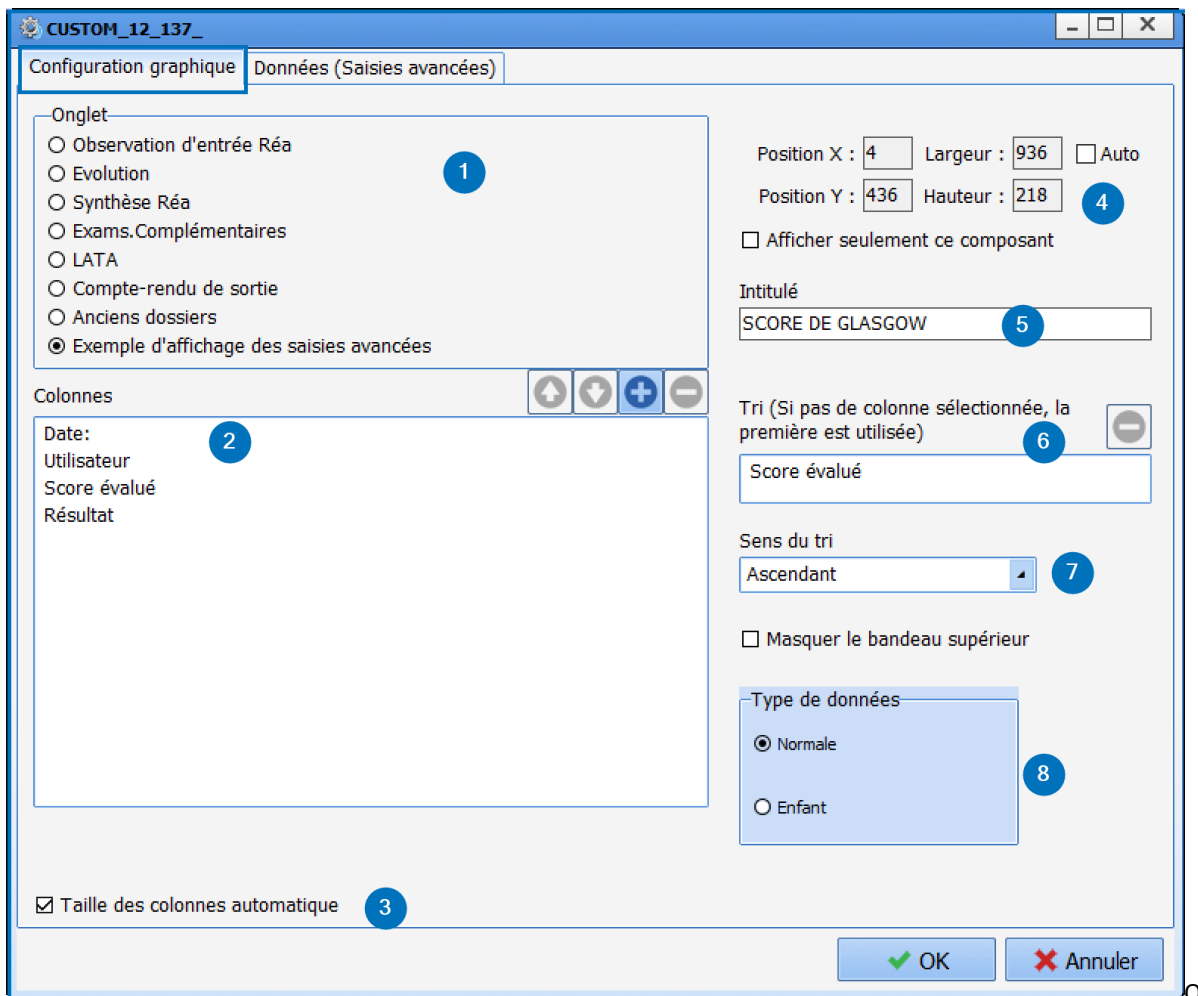 CUSTOM_12_137_
Configuration graphique
Données (Saisies avancées)
Onglet
Observation d'entrée Réa
Evolution
Synthèse Réa
Exams.Complémentaires
LATA
Compte-rendu de sortie
Anciens dossiers
Exemple d'affichage des saisies avancées
1
Colonnes
Date:
Utilisateur
Score évalué
Résultat
2
Taille des colonnes automatique
3
Position X : 4 Largeur : 936 Auto
Position Y : 436 Hauteur : 218
4
Afficher seulement ce composant
Intitulé
SCORE DE GLASGOW
5
Tri (Si pas de colonne sélectionnée, la
première est utilisée)
6
Score évalué
Sens du tri
Ascendant
7
Masquer le bandeau supérieur
Type de données
Normale
Enfant
8
OK
Annuler